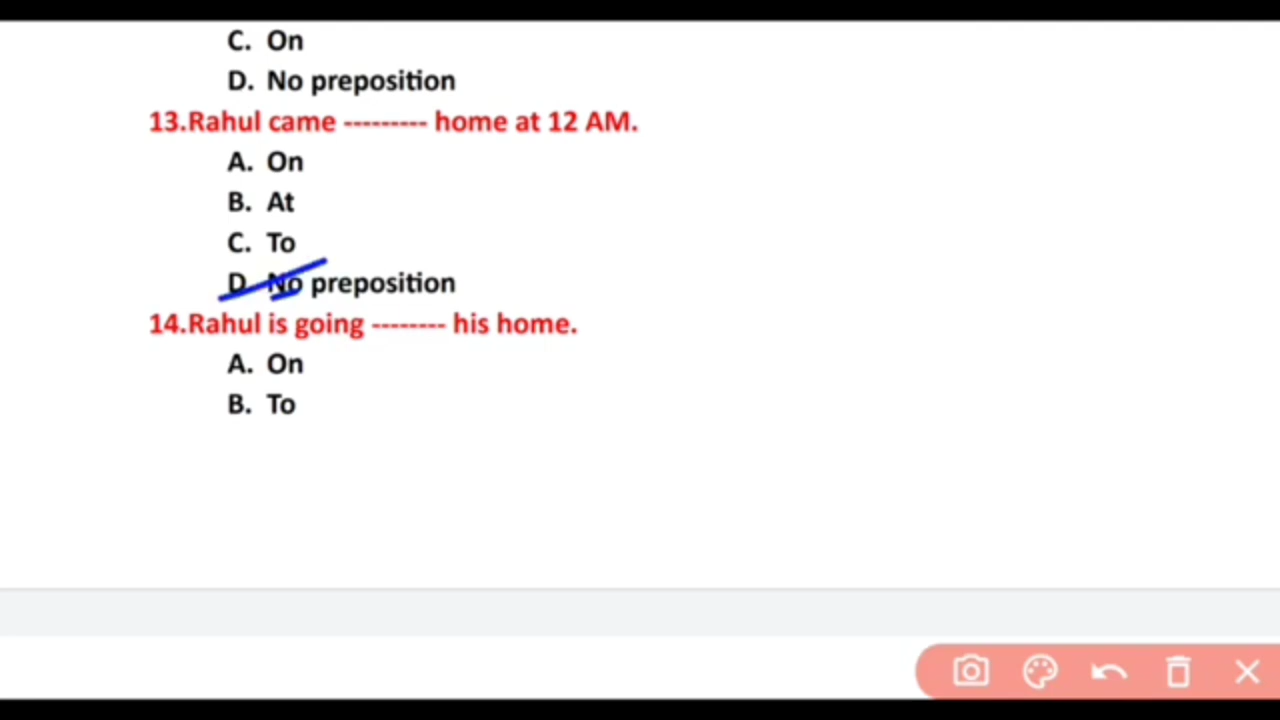 C. On
D. No preposition
13.Rahul came --------- home at 12 AM.
A. On
B. At
C. To
D. No preposition
14.Rahul is going -------- his home.
A. On
B. To